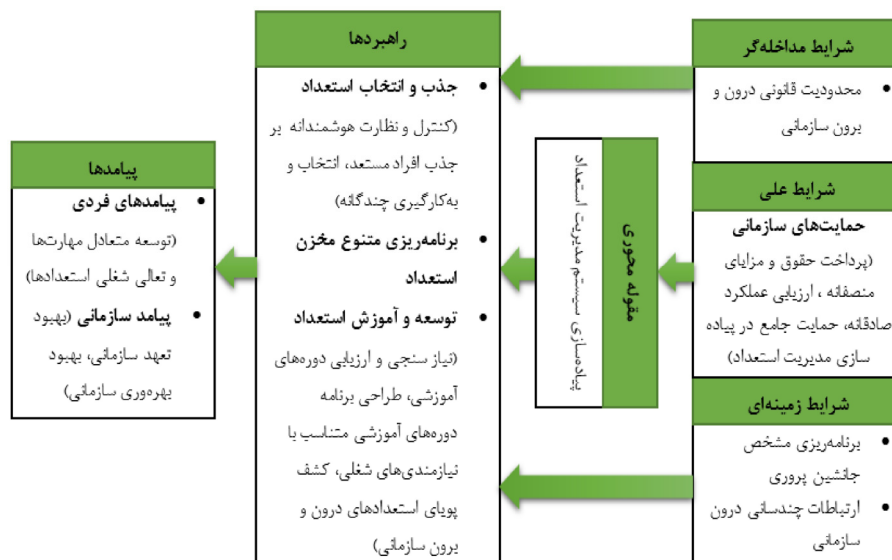 شرایط مداخله‌گر
• محدودیت قانونی درون و
برون سازمانی
شرایط علی
حمایت‌های سازمانی
(پرداخت حقوق و مزایای
منصفانه ، ارزیابی عملکرد
صادقانه، حمایت جامع در پیاده
سازی مدیریت استعداد)
شرایط زمینه‌ای
• برنامه‌ریزی مشخص
جانشین پروری
• ارتباطات چندسانی درون
سازمانی
مقوله محوری
پیاده‌سازی سیستم مدیریت استعداد
راهبردها
• جذب و انتخاب استعداد
(کنترل و نظارت هوشمندانه بر
جذب افراد مستعد، انتخاب و
به‌کارگیری چندگانه)
• برنامه‌ریزی متنوع مخزن
استعداد
• توسعه و آموزش استعداد
(نیاز سنجی و ارزیابی دوره‌های
آموزشی، طراحی برنامه
دوره‌های آموزشی متناسب با
نیازمندی‌های شغلی، کشف
پویای استعدادهای درون و
برون سازمانی)
پیامدها
• پیامدهای فردی
(توسعه متعادل مهارت‌ها
و تعالی شغلی استعدادها)
• پیامد سازمانی (بهبود
تعهد سازمانی، بهبود
بهره‌وری سازمانی)